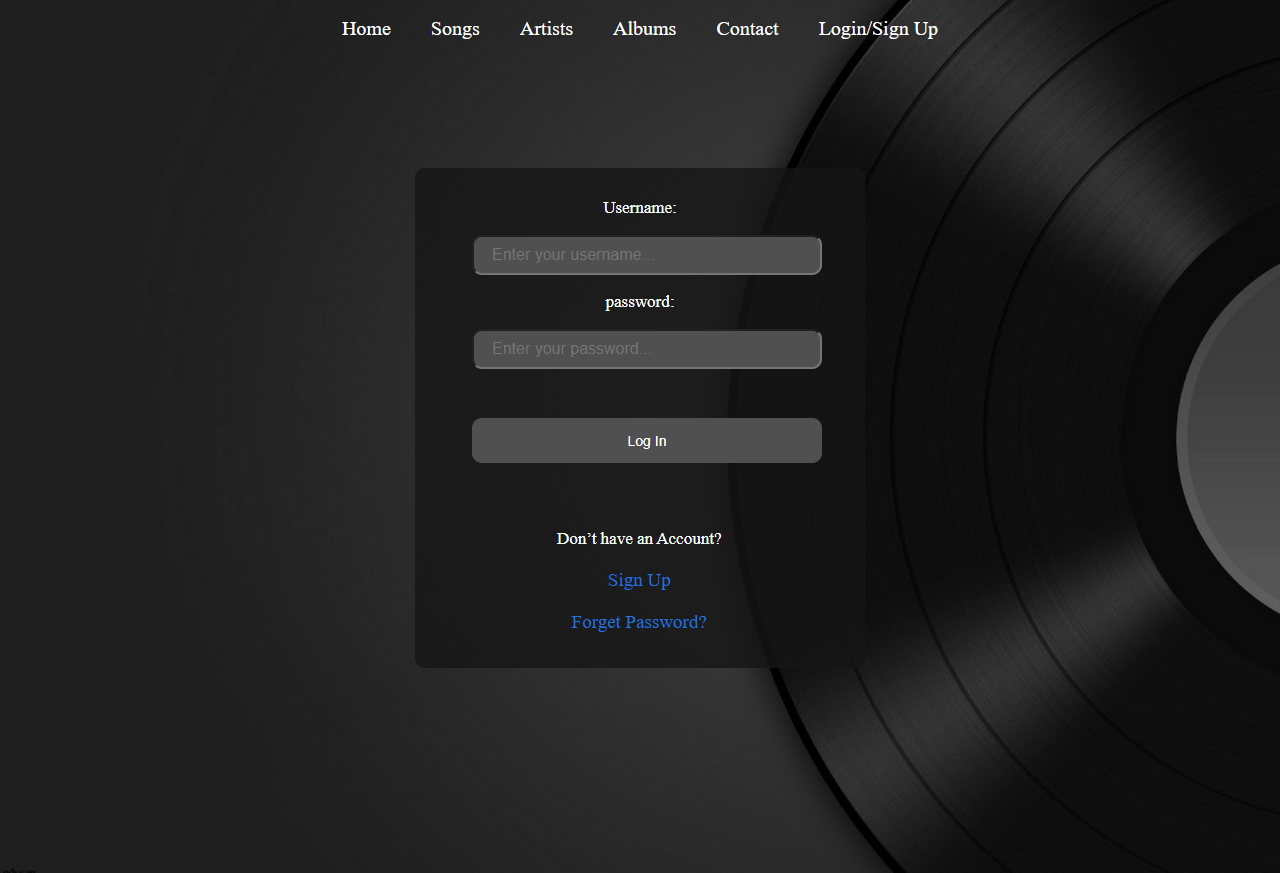 Home Songs Artists Albums Contact Login/Sign Up
Username:
Enter your username...
password:
Enter your password...
Log In
Don’t have an Account?
Sign Up
Forget Password?